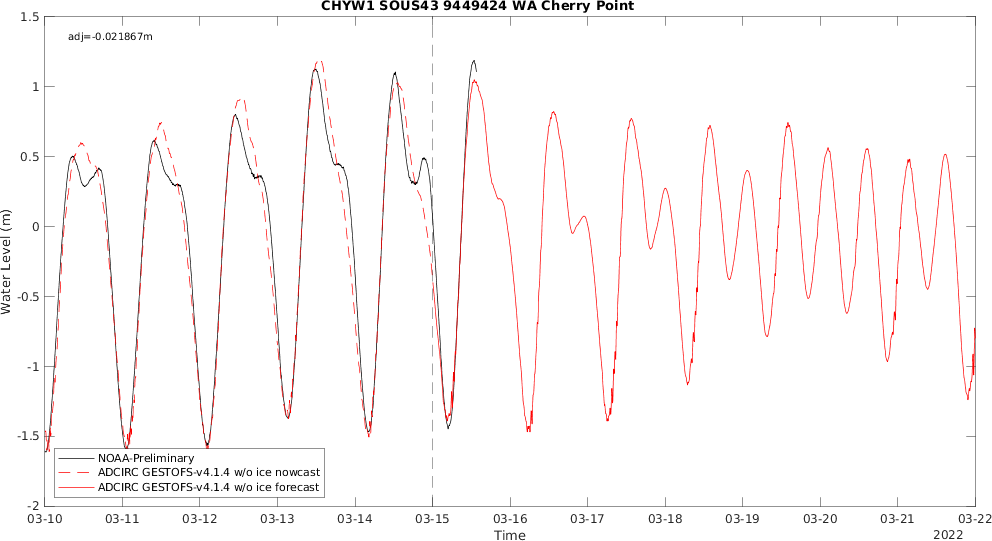 CHYW1 SOUS43 9449424 WA Cherry Point
adj=-0.021867m
Water Level (m)
1.5
1
0.5
0
-0.5
-1
-1.5
-2
NOAA-Preliminary
ADCIRC GESTOFS-v4.1.4 w/o ice nowcast
ADCIRC GESTOFS-v4.1.4 w/o ice forecast
03-10 03-11 03-12 03-13 03-14 03-15 03-16 03-17 03-18 03-19 03-20 03-21 03-22
Time
2022